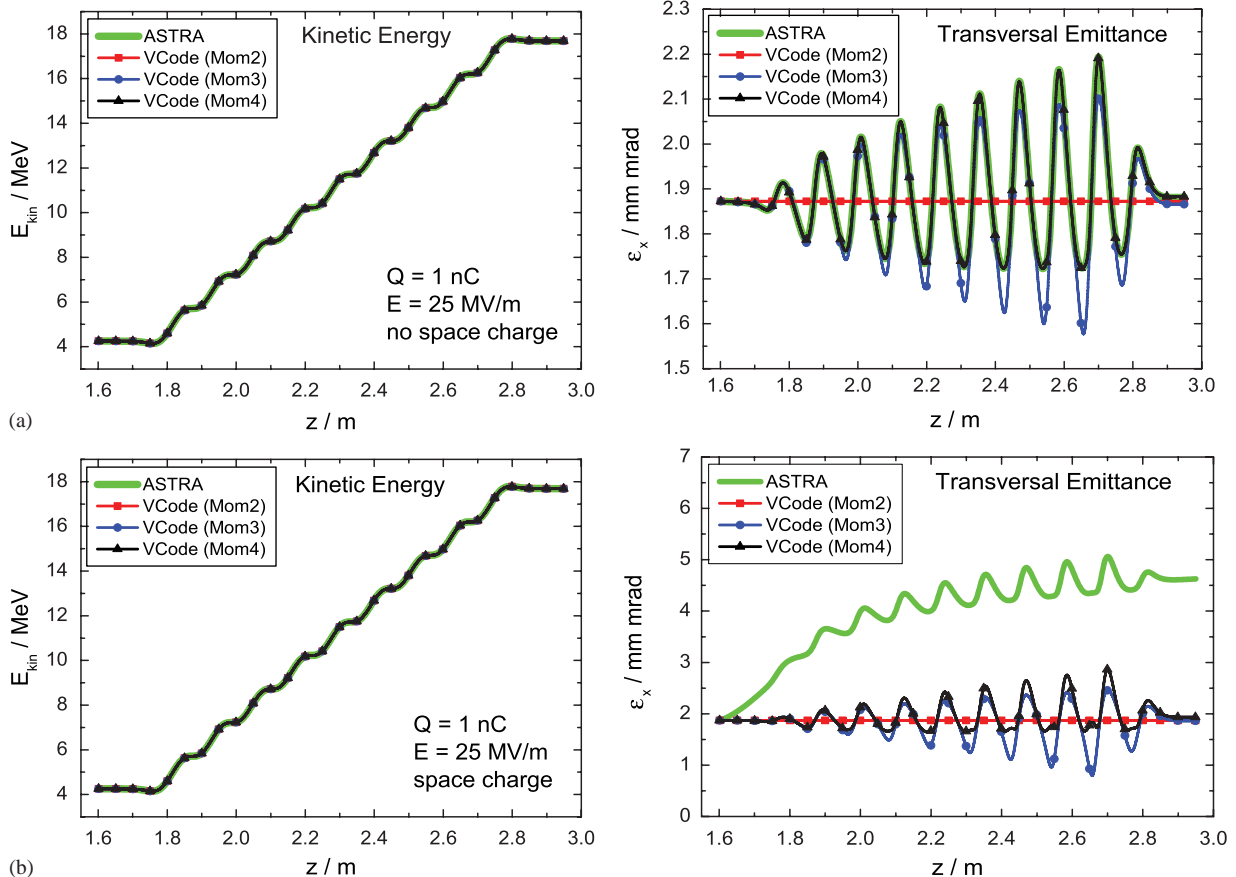 ASTRA
VCode (Mom2)
VCode (Mom3)
VCode (Mom4)
Kinetic Energy
Q = 1 nC
E = 25 MV/m
no space charge
18
16
14
12
10
8
6
4
E_kin / MeV
1.6 1.8 2.0 2.2 2.4 2.6 2.8 3.0
z / m
(a)
ASTRA
VCode (Mom2)
VCode (Mom3)
VCode (Mom4)
Transversal Emittance
2.3
2.2
2.1
2.0
1.9
1.8
1.7
1.6
1.5
ε_x / mm mrad
1.6 1.8 2.0 2.2 2.4 2.6 2.8 3.0
z / m
ASTRA
VCode (Mom2)
VCode (Mom3)
VCode (Mom4)
Kinetic Energy
Q = 1 nC
E = 25 MV/m
space charge
18
16
14
12
10
8
6
4
E_kin / MeV
1.6 1.8 2.0 2.2 2.4 2.6 2.8 3.0
z / m
(b)
ASTRA
VCode (Mom2)
VCode (Mom3)
VCode (Mom4)
Transversal Emittance
7
6
5
4
3
2
1
0
ε_x / mm mrad
1.6 1.8 2.0 2.2 2.4 2.6 2.8 3.0
z / m